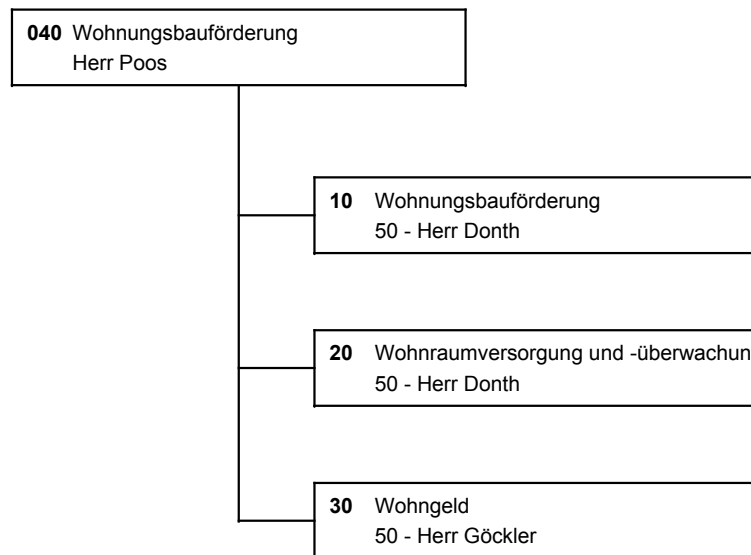 040 Wohnungsbauförderung
Herr Poos
10 Wohnungsbauförderung
50 - Herr Donth
20 Wohnraumversorgung und -überwachun
50 - Herr Donth
30 Wohngeld
50 - Herr Göckler